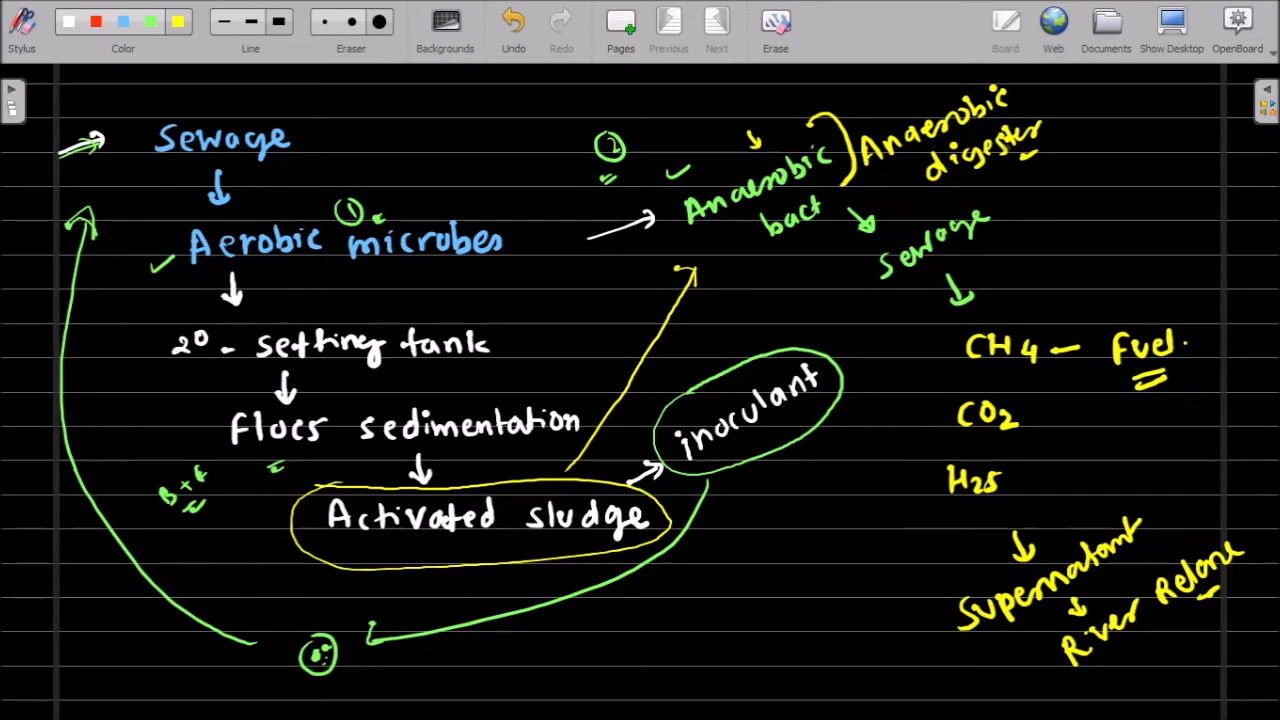 Stylus
Color
Line
Eraser
Backgrounds
Undo
Redo
Pages
Previous
Next
Erase
Board
Web
Documents
Show Desktop
OpenBoard
Sewage
① Aerobic microbes
2° - setting tank
Flocs sedimentation
B + F
Activated sludge
inoculant
②
Anaerobic
bact
Anaerobic
digester
Sewage
CH4 - Fuel.
CO2
H2S
Supernatant
River